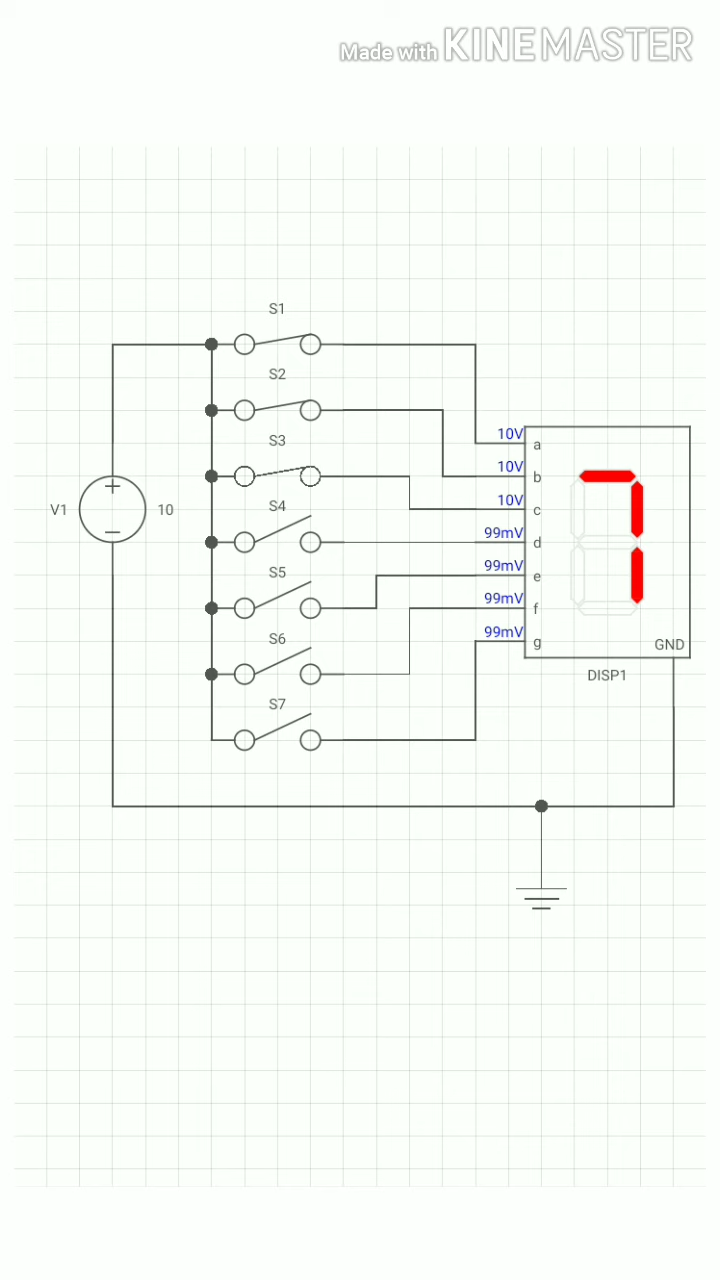 Made with KINEMASTER
S1
S2
S3
S4
S5
S6
S7
V1
+
−
10
10V
10V
10V
99mV
99mV
99mV
99mV
a
b
c
d
e
f
g
GND
DISP1